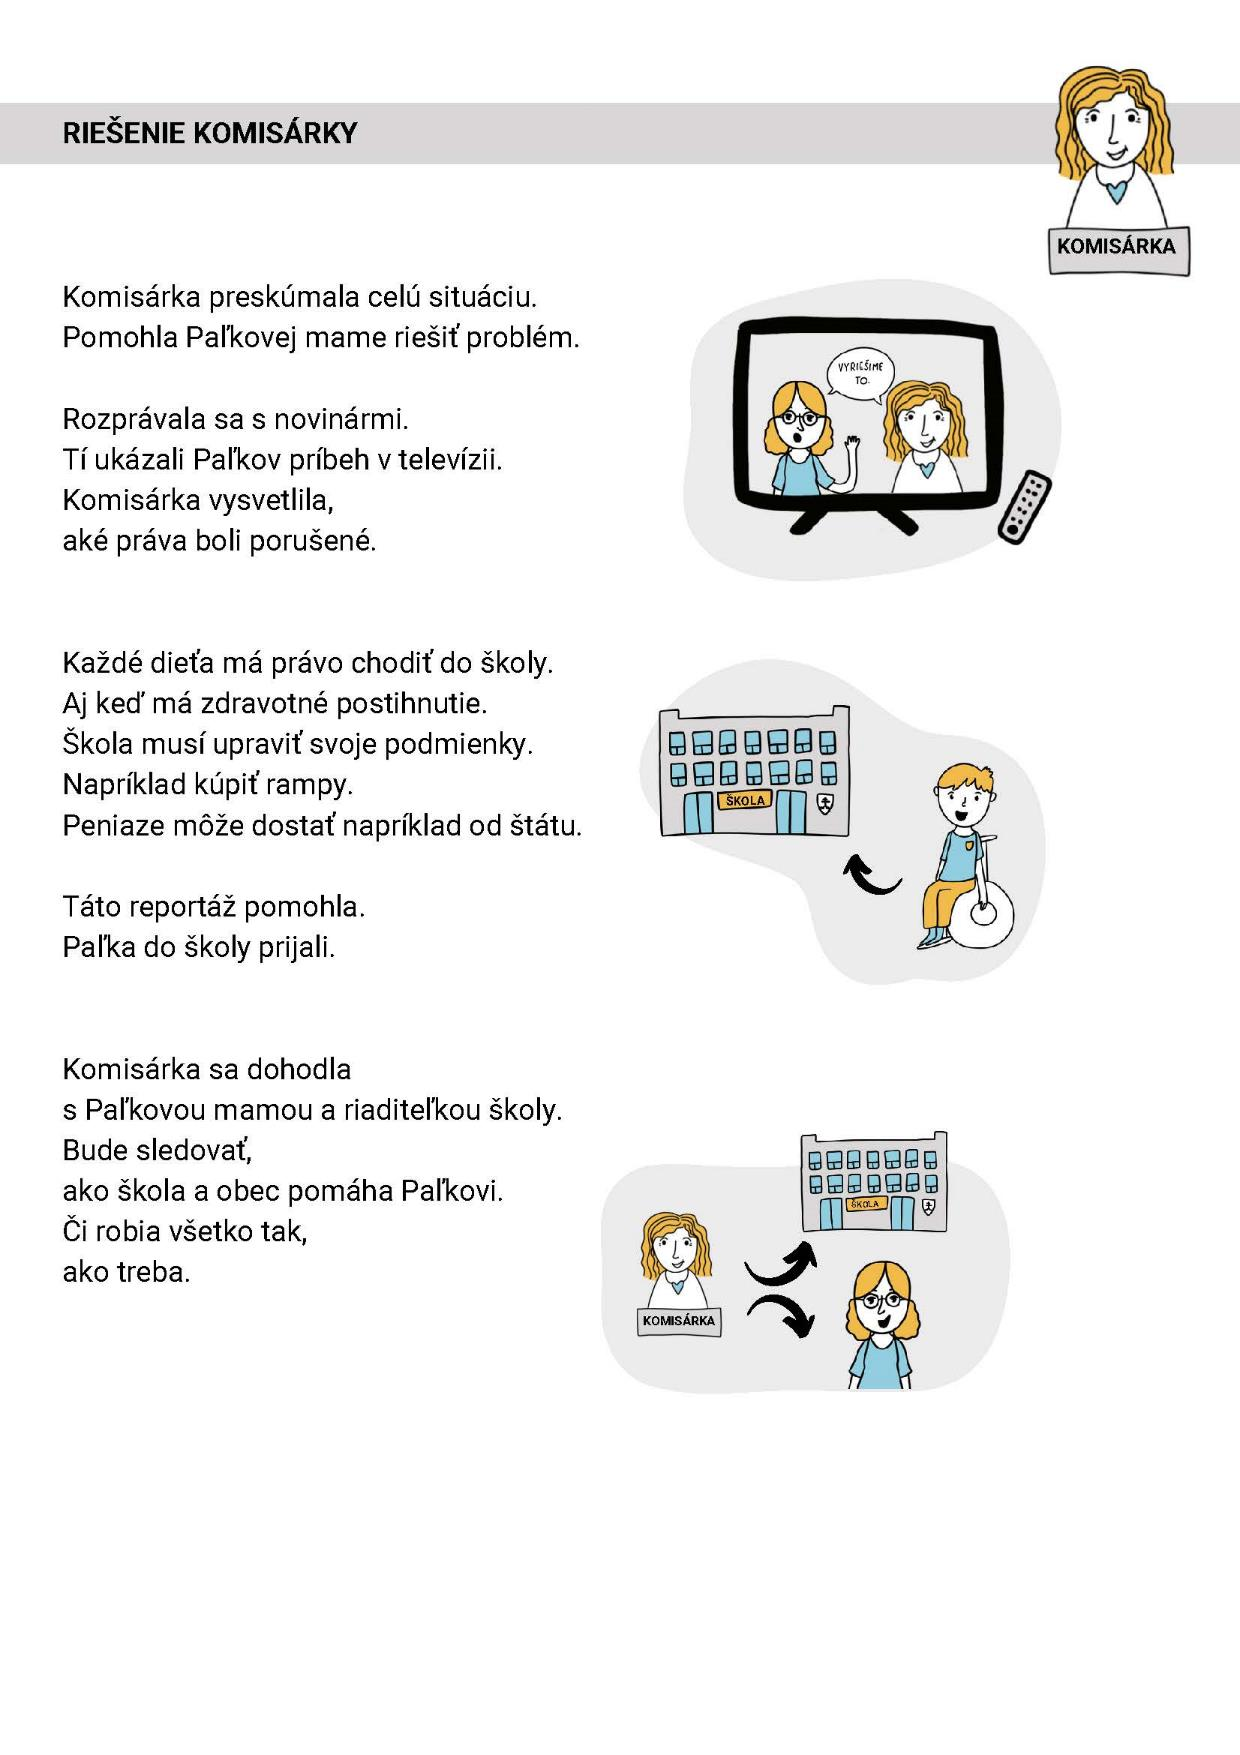 RIEŠENIE KOMISÁRKY
KOMISÁRKA
Komisárka preskúmala celú situáciu.
Pomohla Paľkovej mame riešiť problém.
VYRIEŠIME
TO.
Rozprávala sa s novinármi.
Tí ukázali Paľkov príbeh v televízii.
Komisárka vysvetlila,
aké práva boli porušené.
Každé dieťa má právo chodiť do školy.
Aj keď má zdravotné postihnutie.
Škola musí upraviť svoje podmienky.
Napríklad kúpiť rampy.
Peniaze môže dostať napríklad od štátu.
ŠKOLA
Táto reportáž pomohla.
Paľka do školy prijali.
Komisárka sa dohodla
s Paľkovou mamou a riaditeľkou školy.
Bude sledovať,
ako škola a obec pomáha Paľkovi.
Či robia všetko tak,
ako treba.
ŠKOLA
KOMISÁRKA